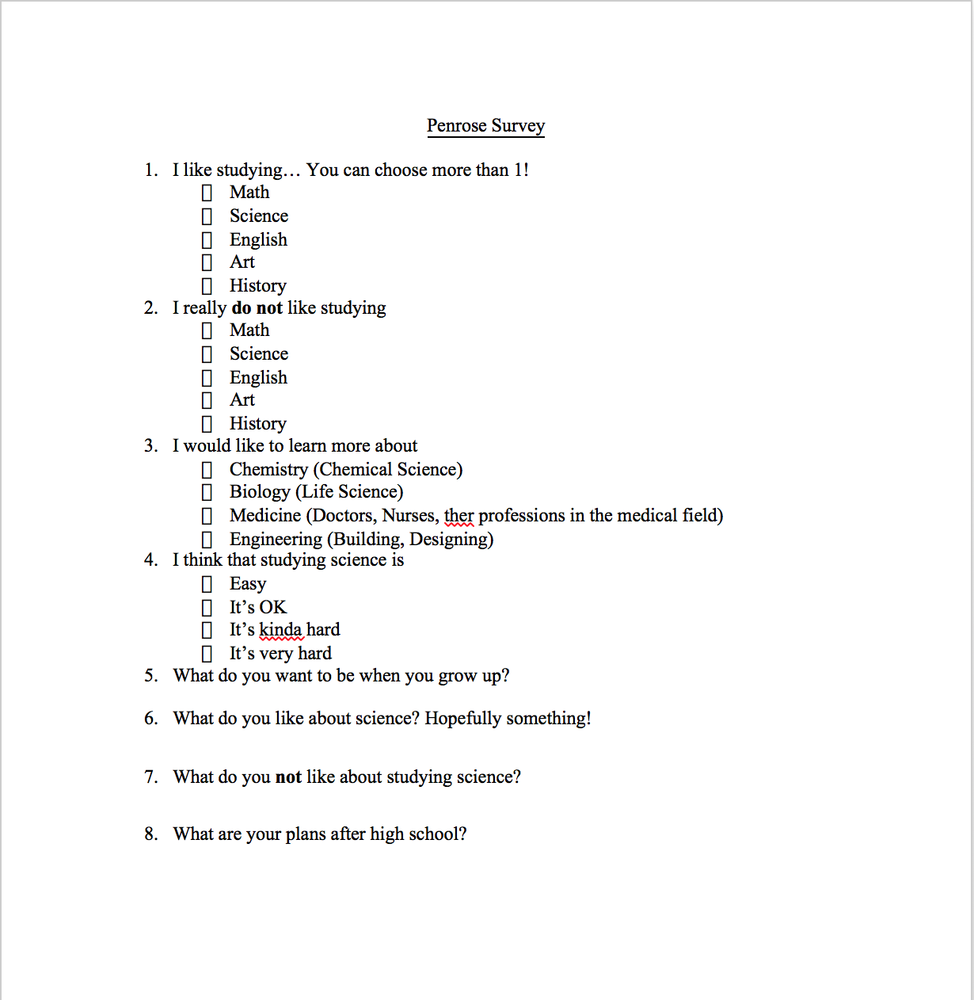 Penrose Survey
1. I like studying… You can choose more than 1!
Math
Science
English
Art
History
2. I really do not like studying
Math
Science
English
Art
History
3. I would like to learn more about
Chemistry (Chemical Science)
Biology (Life Science)
Medicine (Doctors, Nurses, ther professions in the medical field)
Engineering (Building, Designing)
4. I think that studying science is
Easy
It’s OK
It’s kinda hard
It’s very hard
5. What do you want to be when you grow up?
6. What do you like about science? Hopefully something!
7. What do you not like about studying science?
8. What are your plans after high school?